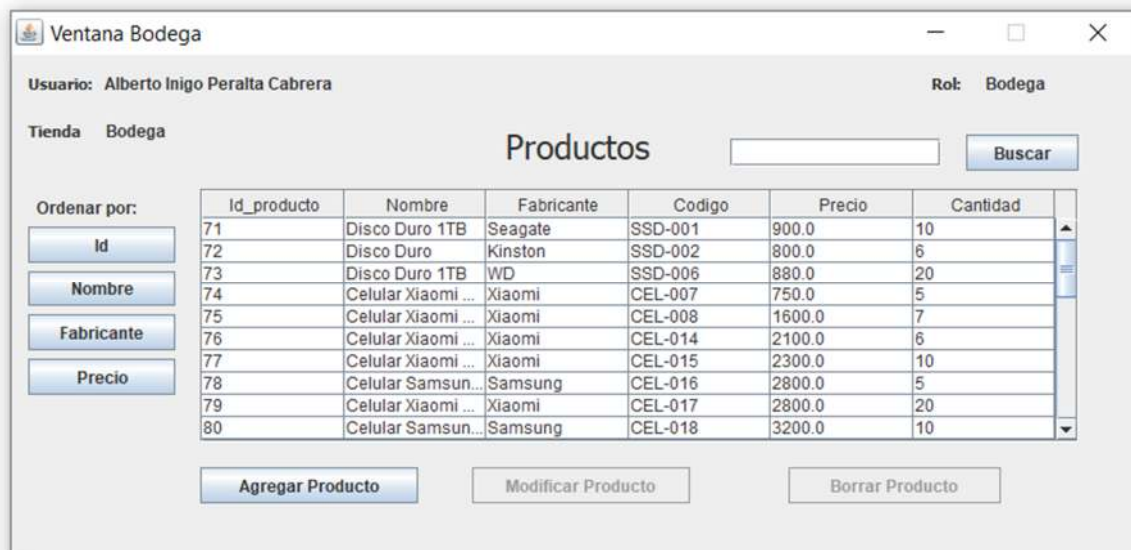 Ventana Bodega
Usuario: Alberto Inigo Peralta Cabrera Rol: Bodega
Tienda Bodega
Productos Buscar
Ordenar por:
Id
Nombre
Fabricante
Precio
Id_producto Nombre Fabricante Codigo Precio Cantidad
71 Disco Duro 1TB Seagate SSD-001 900.0 10
72 Disco Duro Kinston SSD-002 800.0 6
73 Disco Duro 1TB WD SSD-006 880.0 20
74 Celular Xiaomi ... Xiaomi CEL-007 750.0 5
75 Celular Xiaomi ... Xiaomi CEL-008 1600.0 7
76 Celular Xiaomi ... Xiaomi CEL-014 2100.0 6
77 Celular Xiaomi ... Xiaomi CEL-015 2300.0 10
78 Celular Samsun... Samsung CEL-016 2800.0 5
79 Celular Xiaomi ... Xiaomi CEL-017 2800.0 20
80 Celular Samsun... Samsung CEL-018 3200.0 10
Agregar Producto Modificar Producto Borrar Producto